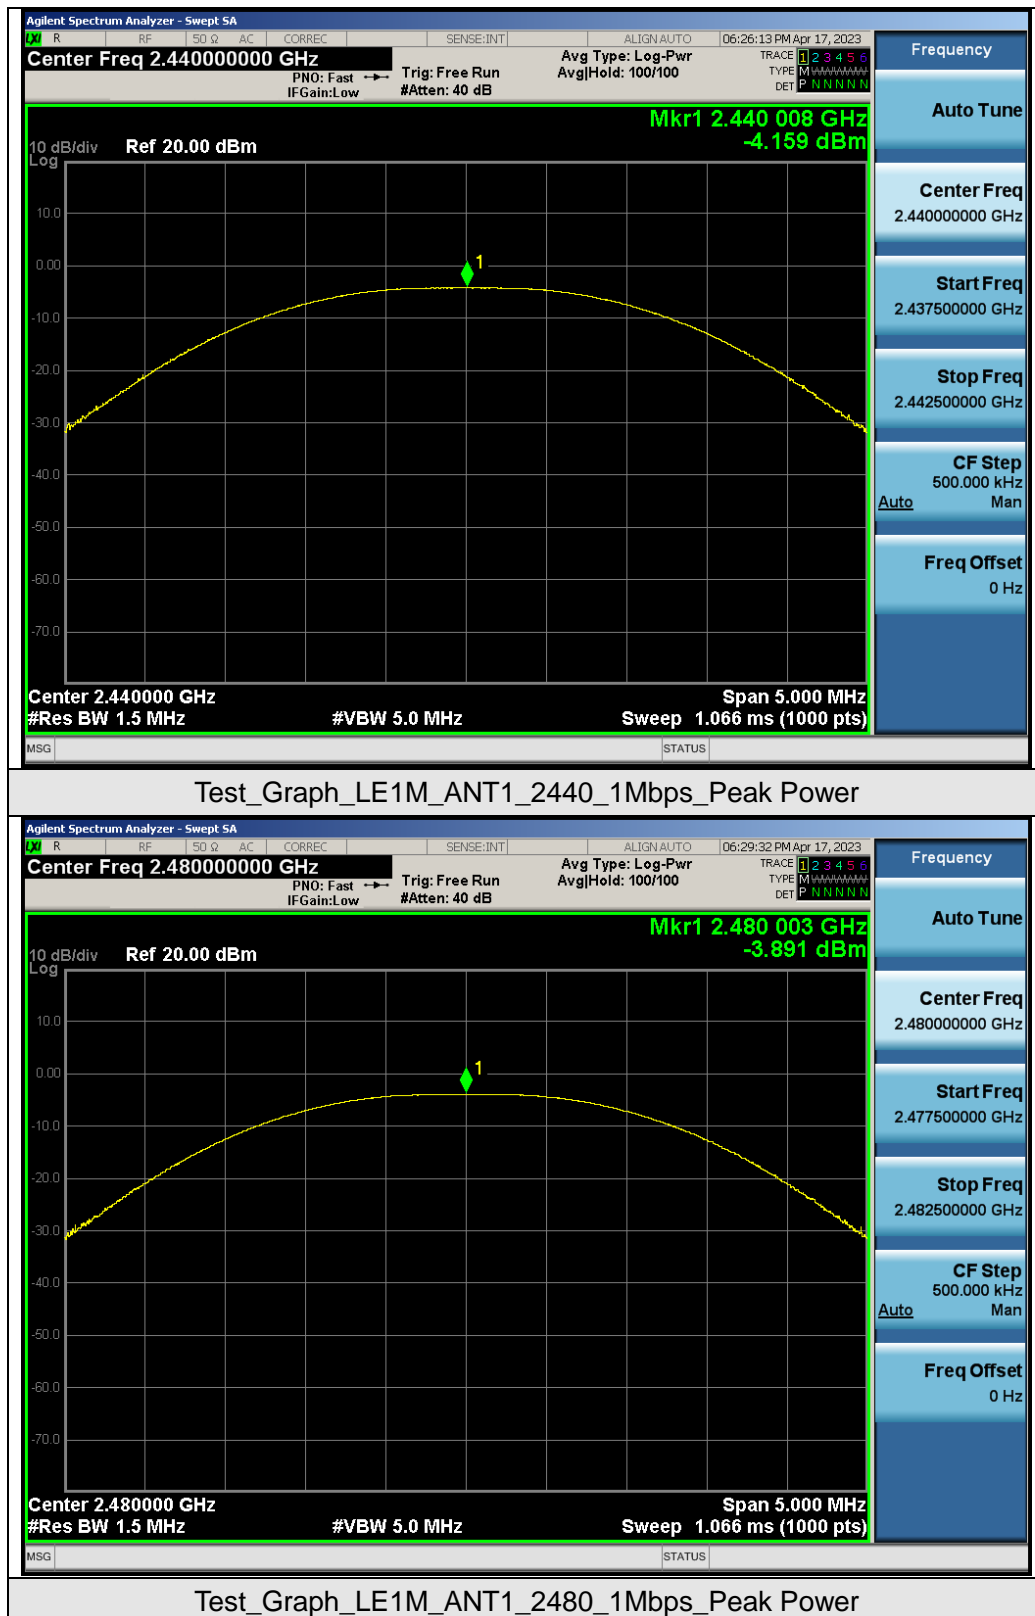 Agilent Spectrum Analyzer - Swept SA
LXI R RF 50 Ω AC CORREC SENSE:INT ALIGN AUTO 06:26:13 PM Apr 17, 2023
Center Freq 2.440000000 GHz
PNO: Fast
IFGain:Low
Trig: Free Run
#Atten: 40 dB
Avg Type: Log-Pwr
Avg|Hold: 100/100
TRACE 1 2 3 4 5 6
TYPE M WWWWW
DET P N N N N N
Mkr1 2.440 008 GHz
-4.159 dBm
10 dB/div Ref 20.00 dBm
Log
10.0
0.00
-10.0
-20.0
-30.0
-40.0
-50.0
-60.0
-70.0
1
Center 2.440000 GHz Span 5.000 MHz
#Res BW 1.5 MHz #VBW 5.0 MHz Sweep 1.066 ms (1000 pts)
MSG STATUS
Frequency
Auto Tune
Center Freq
2.440000000 GHz
Start Freq
2.437500000 GHz
Stop Freq
2.442500000 GHz
CF Step
500.000 kHz
Auto Man
Freq Offset
0 Hz
Test_Graph_LE1M_ANT1_2440_1Mbps_Peak Power
Agilent Spectrum Analyzer - Swept SA
LXI R RF 50 Ω AC CORREC SENSE:INT ALIGN AUTO 06:29:32 PM Apr 17, 2023
Center Freq 2.480000000 GHz
PNO: Fast
IFGain:Low
Trig: Free Run
#Atten: 40 dB
Avg Type: Log-Pwr
Avg|Hold: 100/100
TRACE 1 2 3 4 5 6
TYPE M WWWWW
DET P N N N N N
Mkr1 2.480 003 GHz
-3.891 dBm
10 dB/div Ref 20.00 dBm
Log
10.0
0.00
-10.0
-20.0
-30.0
-40.0
-50.0
-60.0
-70.0
1
Center 2.480000 GHz Span 5.000 MHz
#Res BW 1.5 MHz #VBW 5.0 MHz Sweep 1.066 ms (1000 pts)
MSG STATUS
Frequency
Auto Tune
Center Freq
2.480000000 GHz
Start Freq
2.477500000 GHz
Stop Freq
2.482500000 GHz
CF Step
500.000 kHz
Auto Man
Freq Offset
0 Hz
Test_Graph_LE1M_ANT1_2480_1Mbps_Peak Power